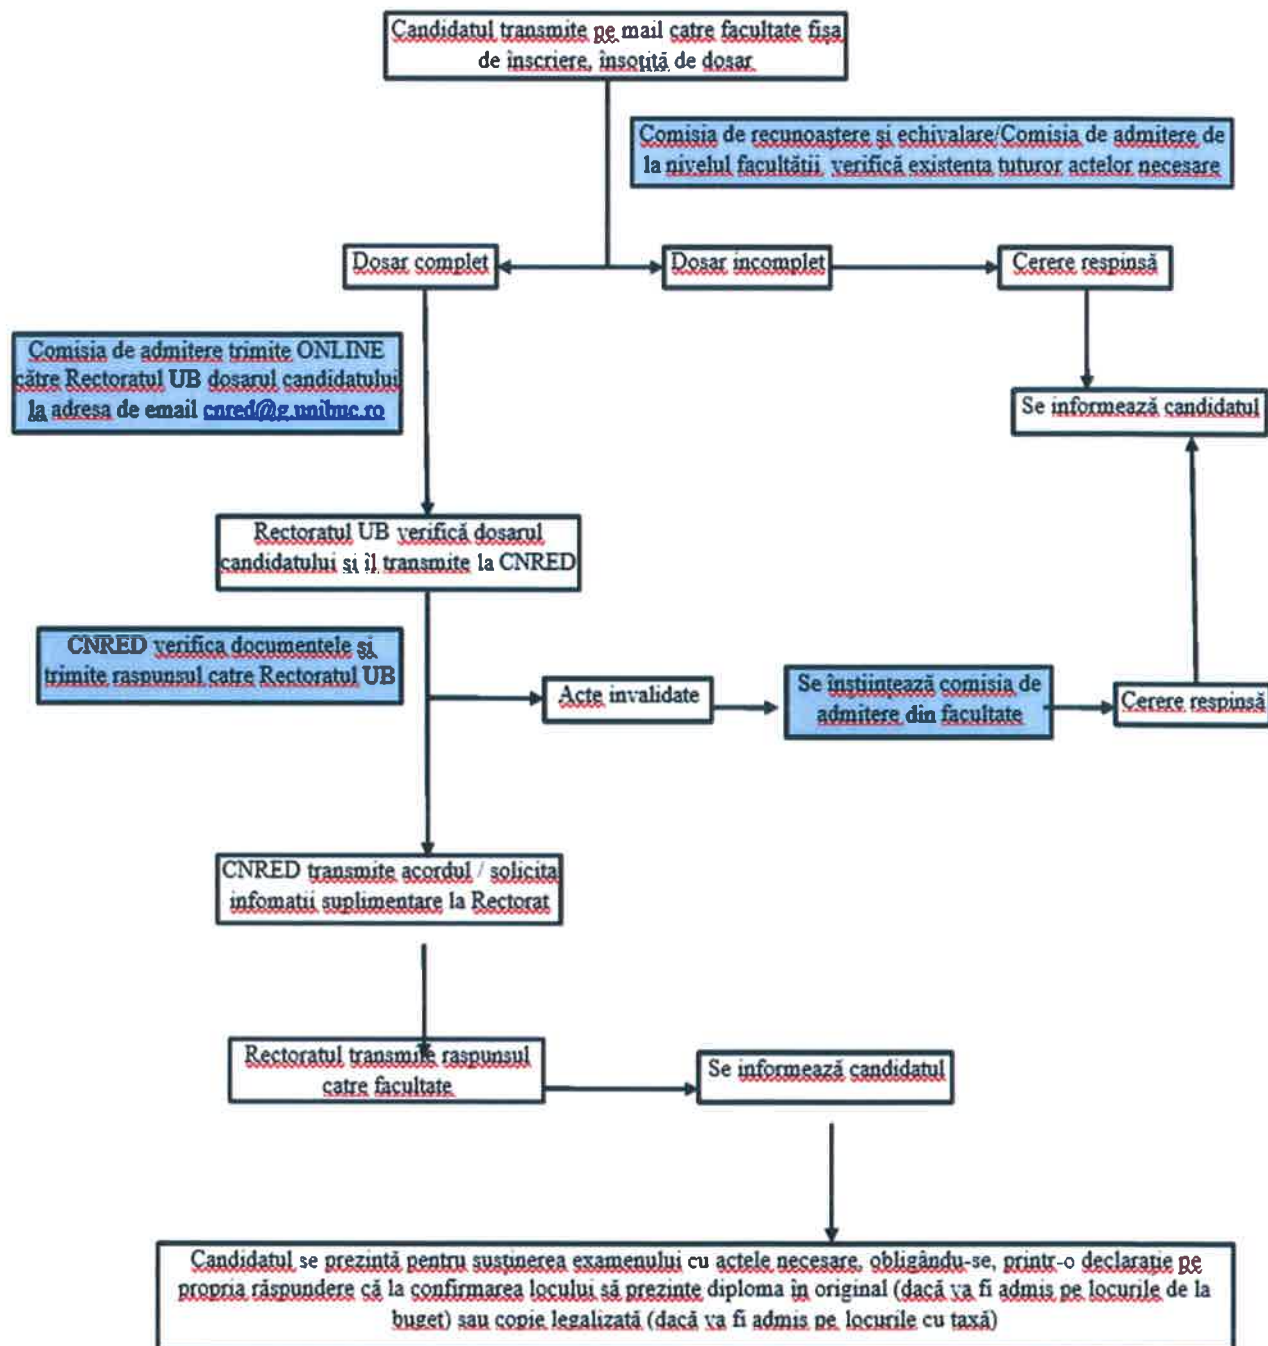 Candidatul transmite pe mail catre facultate fișa
de înscriere, însoțită de dosar
Comisia de recunoaștere și echivalare/Comisia de admitere de
la nivelul facultății verifică existenta tuturor actelor necesare
Dosar complet
Dosar incomplet
Cerere respinsă
Comisia de admitere trimite ONLINE
către Rectoratul UB dosarul candidatului
la adresa de email cnred@g.unibuc.ro
Se informează candidatul
Rectoratul UB verifică dosarul
candidatului și îl transmite la CNRED
CNRED verifica documentele și
trimite raspunsul catre Rectoratul UB
Acte invalidate
Se înștiințează comisia de
admitere din facultate
Cerere respinsă
CNRED transmite acordul / solicita
infomatii suplimentare la Rectorat
Rectoratul transmite raspunsul
catre facultate
Se informează candidatul
Candidatul se prezintă pentru susținerea examenului cu actele necesare, obligându-se, printr-o declarație pe
propria răspundere că la confirmarea locului să prezinte diploma în original (dacă va fi admis pe locurile de la
buget) sau copie legalizată (dacă va fi admis pe locurile cu taxă)